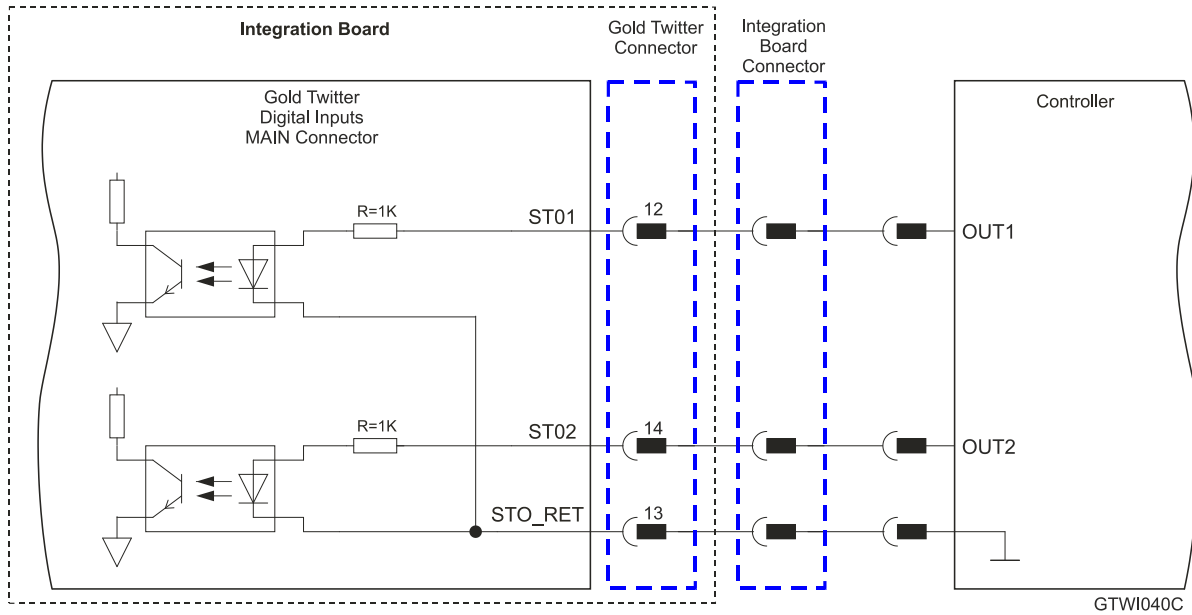 Integration Board
Gold Twitter
Connector
Integration
Board
Connector
Gold Twitter
Digital Inputs
MAIN Connector
Controller
R=1K
ST01
12
OUT1
R=1K
ST02
14
OUT2
STO_RET
13
GTWI040C